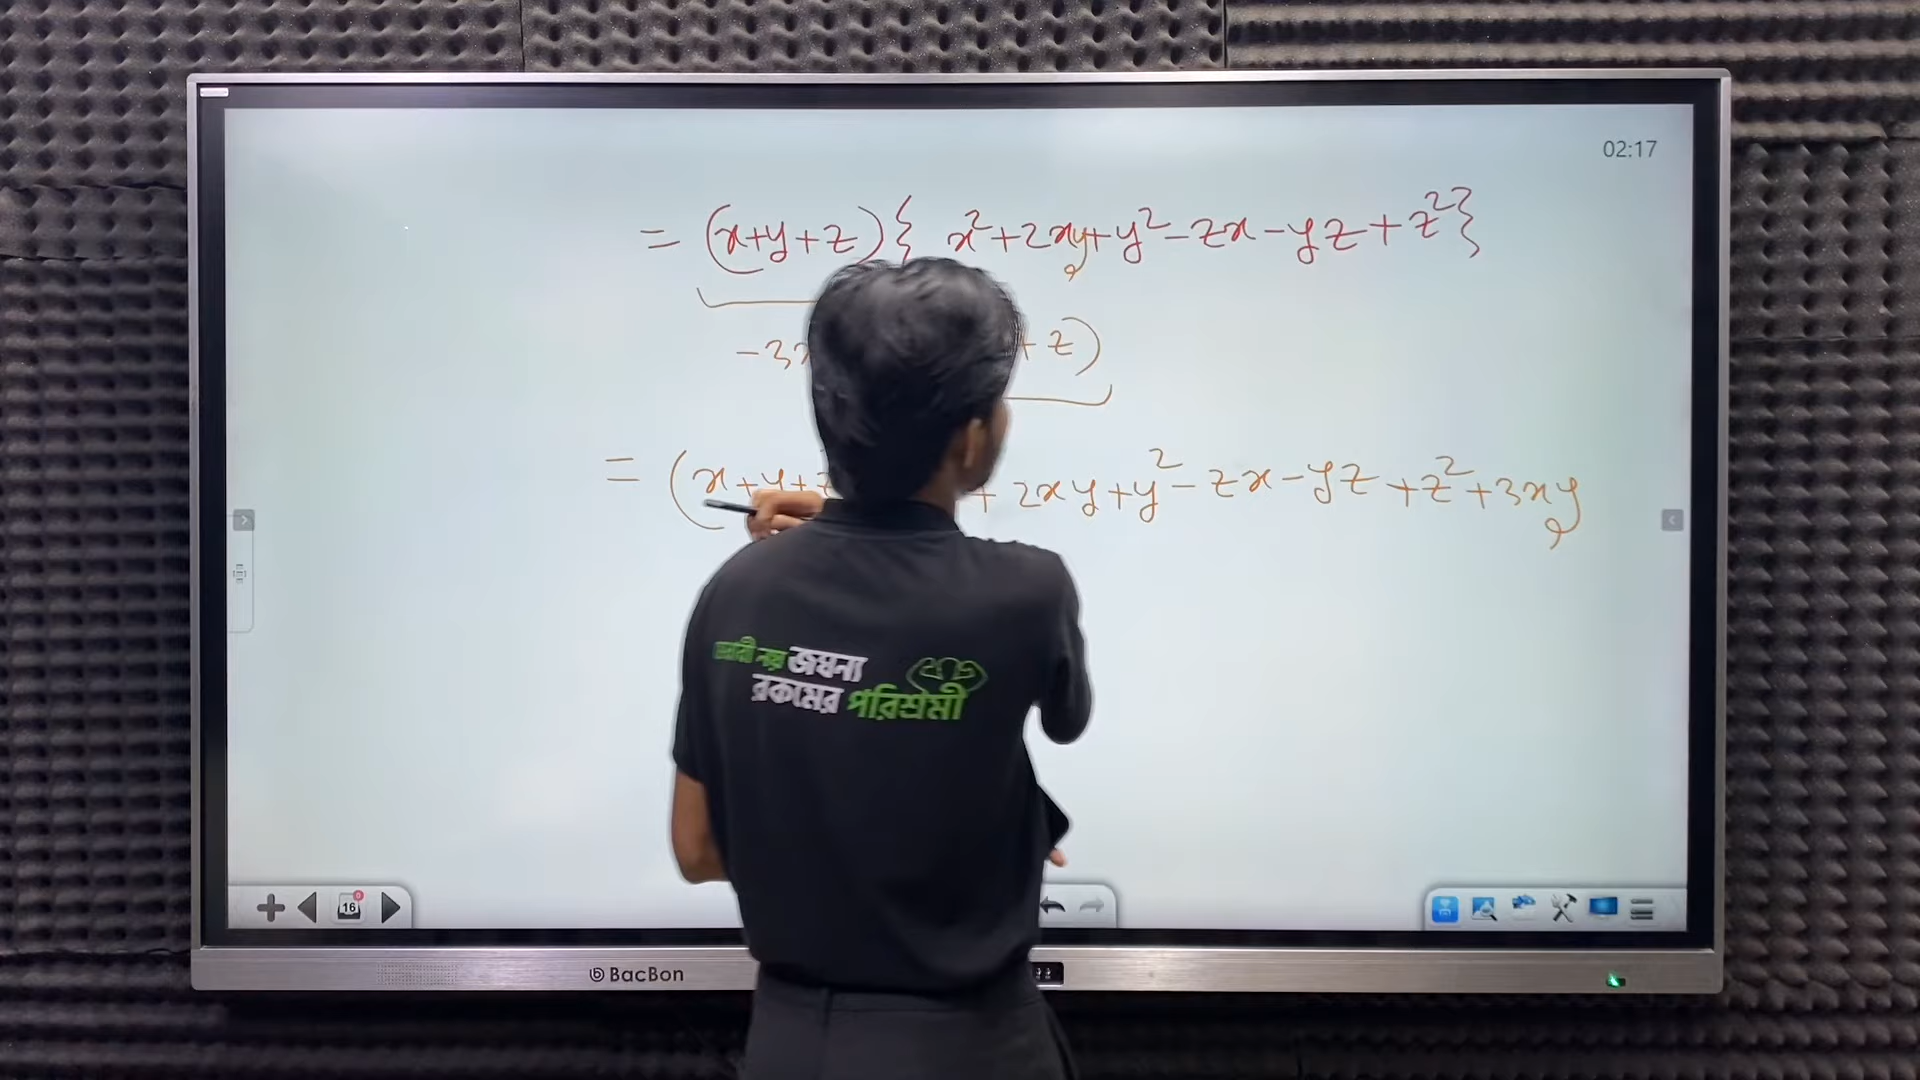 02:17
= (x+y+z){ x²+2xy+y²-zx-yz+z²}
-3x + z)
= (x+y+z + 2xy+y²-zx-yz+z²+3xy
নয় জঘন্য
রকমের পরিশ্রমী
16
BacBon